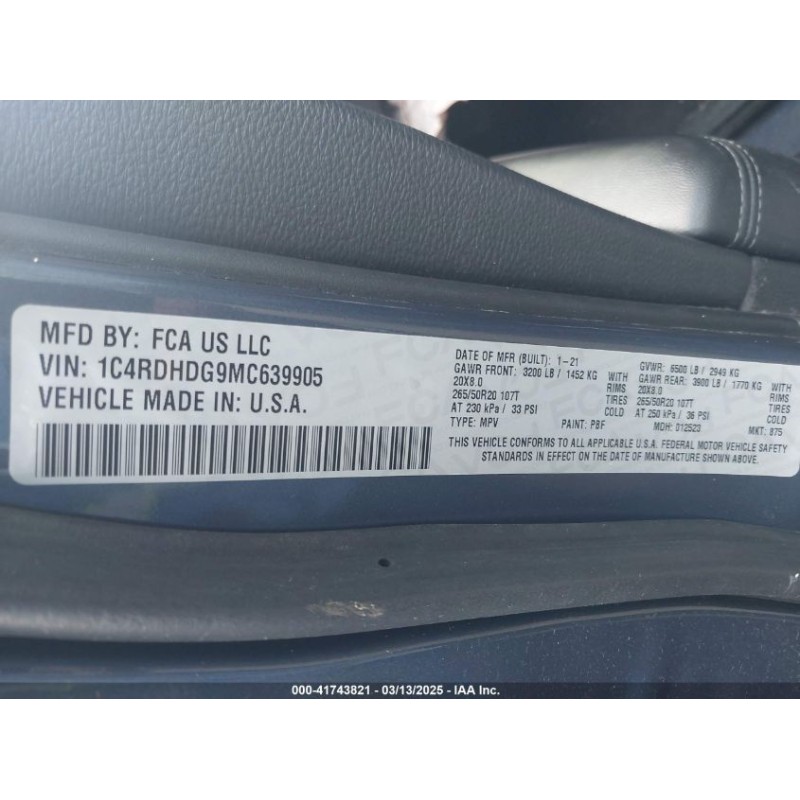 MFD BY: FCA US LLC
VIN: 1C4RDHDG9MC639905
VEHICLE MADE IN: U.S.A.
DATE OF MFR (BUILT): 1-21
GVWR: 6500 LB / 2949 KG
GAWR FRONT: 3200 LB / 1452 KG WITH
GAWR REAR: 3900 LB / 1770 KG WITH
20X8.0 RIMS
20X8.0 RIMS
265/50R20 107T TIRES
265/50R20 107T TIRES
AT 230 kPa / 33 PSI COLD
AT 250 kPa / 36 PSI COLD
TYPE: MPV PAINT: PBF MDH: 012523 MKT: 875
THIS VEHICLE CONFORMS TO ALL APPLICABLE U.S.A. FEDERAL MOTOR VEHICLE SAFETY
STANDARDS IN EFFECT ON THE DATE OF MANUFACTURE SHOWN ABOVE.
000-41743821 - 03/13/2025 - IAA Inc.